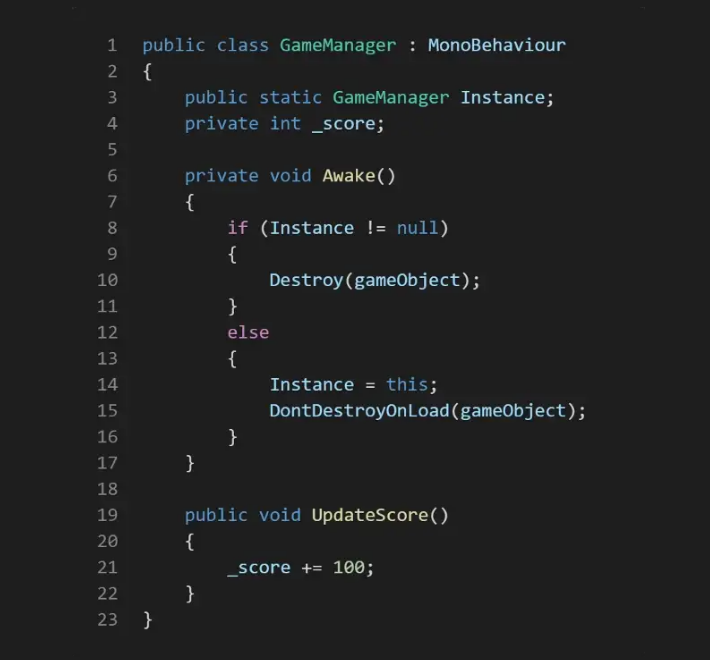 1 public class GameManager : MonoBehaviour
2 {
3     public static GameManager Instance;
4     private int _score;
5
6     private void Awake()
7     {
8         if (Instance != null)
9         {
10             Destroy(gameObject);
11         }
12         else
13         {
14             Instance = this;
15             DontDestroyOnLoad(gameObject);
16         }
17     }
18
19     public void UpdateScore()
20     {
21         _score += 100;
22     }
23 }